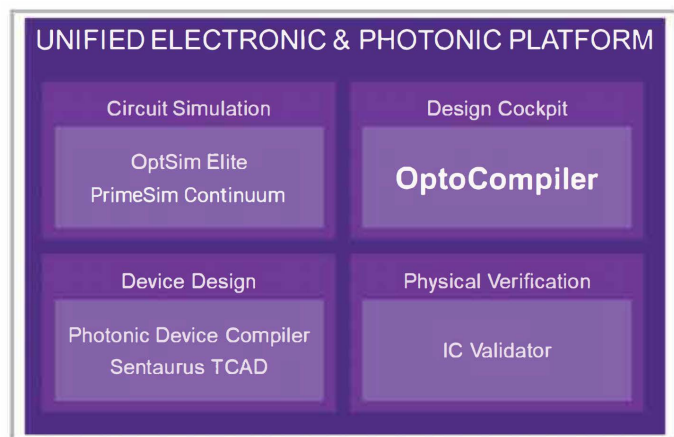 UNIFIED ELECTRONIC & PHOTONIC PLATFORM
Circuit Simulation
OptSim Elite
PrimeSim Continuum
Design Cockpit
OptoCompiler
Device Design
Photonic Device Compiler
Sentaurus TCAD
Physical Verification
IC Validator